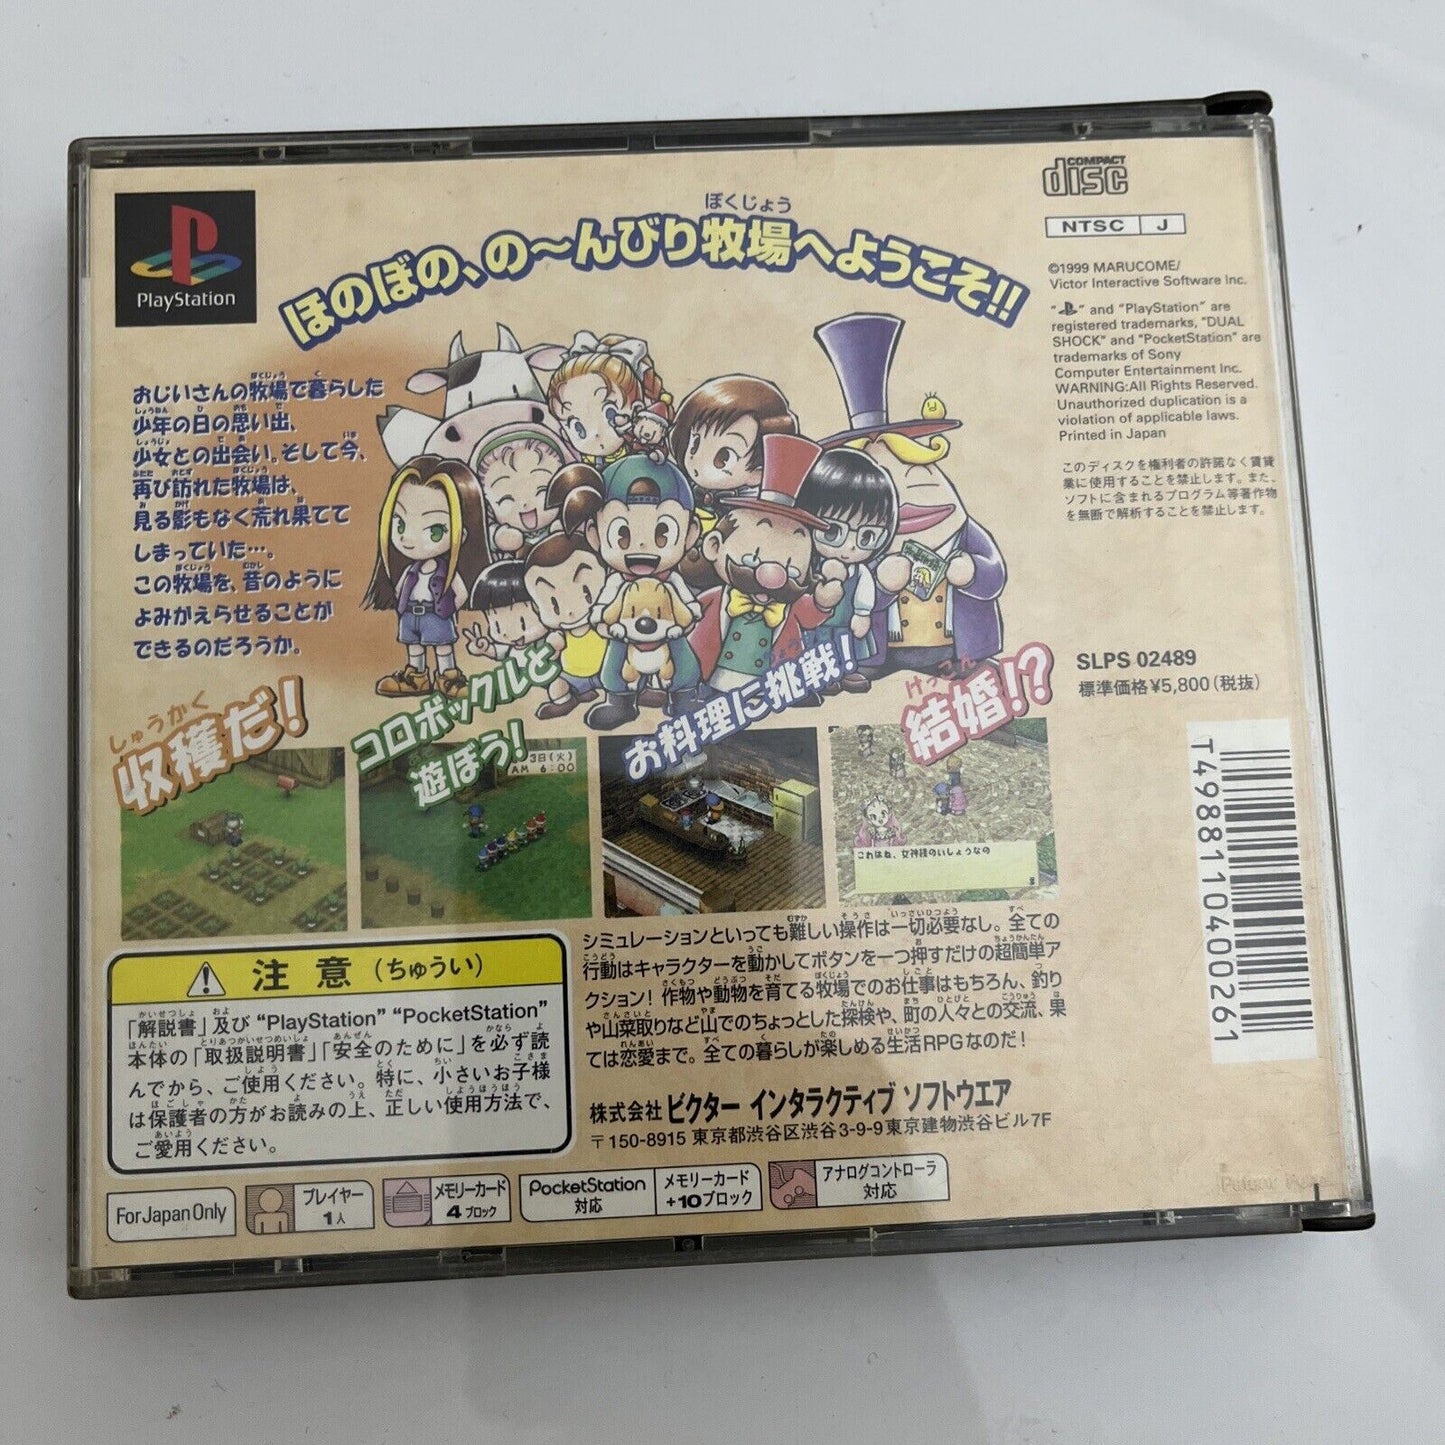 PlayStation
ほのぼの、の～んびり牧場へようこそ!!
ぼくじょう
COMPACT
disc
NTSC J
©1999 MARUCOME/
Victor Interactive Software Inc.
" " and "PlayStation" are
registered trademarks, "DUAL
SHOCK" and "PocketStation" are
trademarks of Sony
Computer Entertainment Inc.
WARNING:All Rights Reserved.
Unauthorized duplication is a
violation of applicable laws.
Printed in Japan
このディスクを権利者の許諾なく賃貸
業に使用することを禁止します。また、
ソフトに含まれるプログラム等著作物
を無断で解析することを禁止します。
SLPS 02489
標準価格¥5,800(税抜)
おじいさんの牧場で暮らした
少年の日の思い出、
少女との出会い。そして今、
再び訪れた牧場は、
見る影もなく荒れ果てて
しまっていた…。
この牧場を、昔のように
よみがえらせることが
できるのだろうか。
しゅうかく
収穫だ!
コロボックルと
遊ぼう!
3日(火)
AM 6:00
お料理に挑戦!
けっこん
結婚!?
これはね、女神様のいしょうなの
T4988110400261
シミュレーションといっても難しい操作は一切必要なし。全ての
行動はキャラクターを動かしてボタンを一つ押すだけの超簡単ア
クション! 作物や動物を育てる牧場でのお仕事はもちろん、釣り
や山菜取りなど山でのちょっとした探検や、町の人々との交流、果
ては恋愛まで。全ての暮らしが楽しめる生活RPGなのだ!
株式会社 ビクター インタラクティブ ソフトウエア
〒150-8915 東京都渋谷区渋谷3-9-9東京建物渋谷ビル7F
注意(ちゅうい)
「解説書」及び "PlayStation" "PocketStation"
本体の「取扱説明書」「安全のために」を必ず読
んでから、ご使用ください。特に、小さいお子様
は保護者の方がお読みの上、正しい使用方法で、
ご愛用ください。
For Japan Only
プレイヤー
1人
メモリーカード
4 ブロック
PocketStation
対応
メモリーカード
+10ブロック
アナログコントローラ
対応